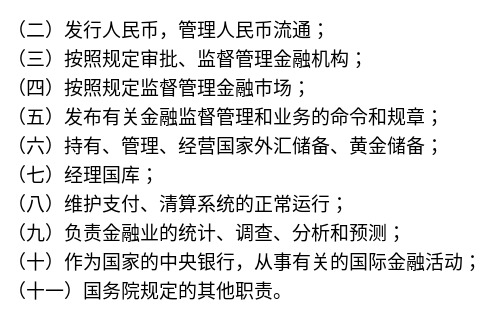 （二）发行人民币，管理人民币流通；
（三）按照规定审批、监督管理金融机构；
（四）按照规定监督管理金融市场；
（五）发布有关金融监督管理和业务的命令和规章；
（六）持有、管理、经营国家外汇储备、黄金储备；
（七）经理国库；
（八）维护支付、清算系统的正常运行；
（九）负责金融业的统计、调查、分析和预测；
（十）作为国家的中央银行，从事有关的国际金融活动；
（十一）国务院规定的其他职责。